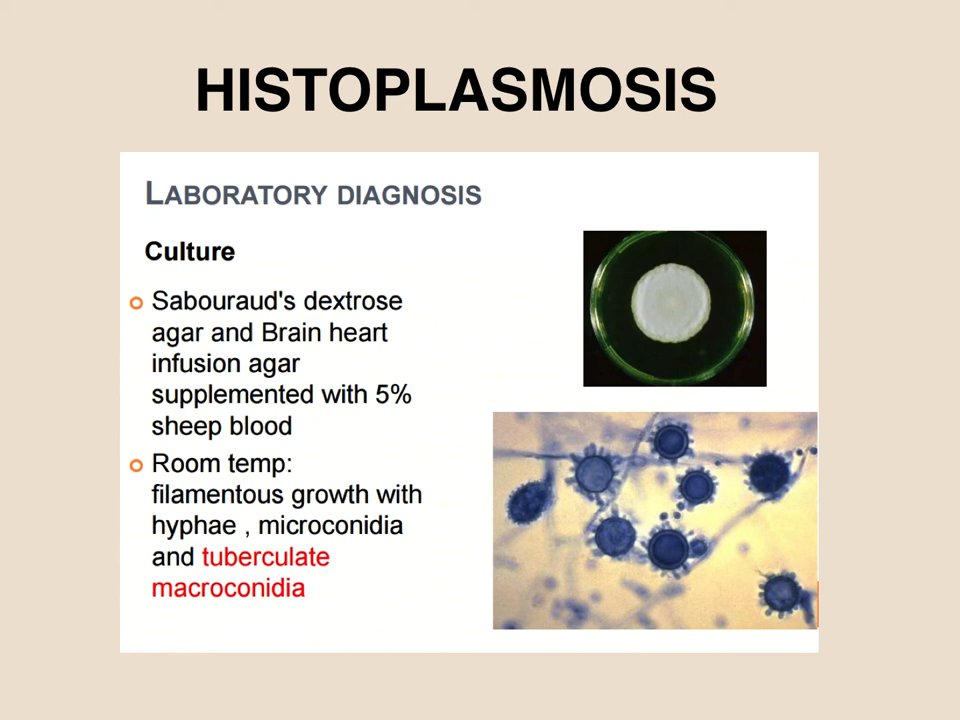 HISTOPLASMOSIS
LABORATORY DIAGNOSIS
Culture
Sabouraud's dextrose
agar and Brain heart
infusion agar
supplemented with 5%
sheep blood
Room temp:
filamentous growth with
hyphae , microconidia
and tuberculate
macroconidia